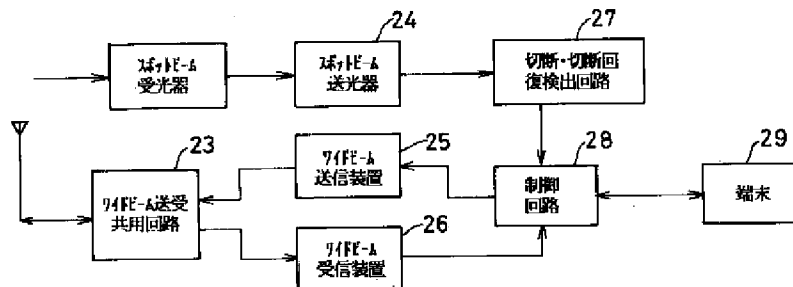 24
27
スポットビーム
受光器
スポットビーム
送光器
切断・切断回
復検出回路
25
23
ワイドビーム
送信装置
28
29
ワイドビーム送受
共用回路
制御
回路
端末
26
ワイドビーム
受信装置